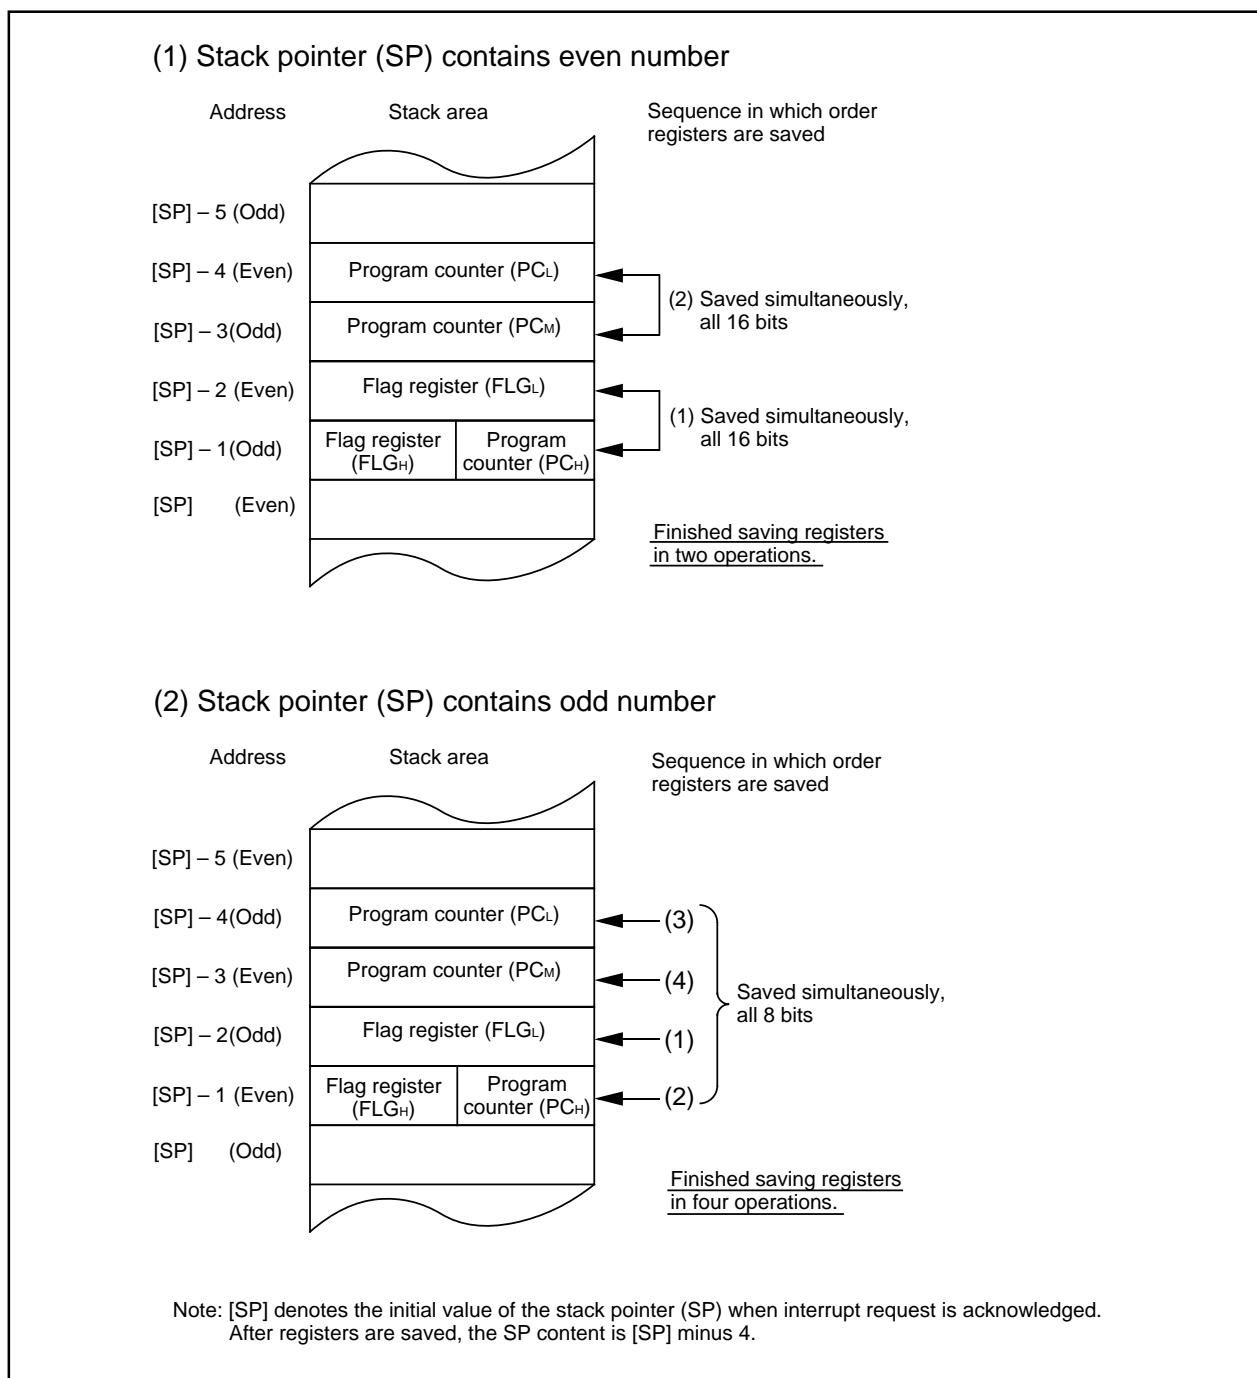 (1) Stack pointer (SP) contains even number
Address
Stack area
Sequence in which order
registers are saved
[SP] – 5 (Odd)
[SP] – 4 (Even)
Program counter (PCL)
[SP] – 3(Odd)
Program counter (PCM)
(2) Saved simultaneously,
all 16 bits
[SP] – 2 (Even)
Flag register (FLGL)
[SP] – 1(Odd)
Flag register
(FLGH)
Program
counter (PCH)
(1) Saved simultaneously,
all 16 bits
[SP] (Even)
Finished saving registers
in two operations.
(2) Stack pointer (SP) contains odd number
Address
Stack area
Sequence in which order
registers are saved
[SP] – 5 (Even)
[SP] – 4(Odd)
Program counter (PCL)
(3)
[SP] – 3 (Even)
Program counter (PCM)
(4)
Saved simultaneously,
all 8 bits
[SP] – 2(Odd)
Flag register (FLGL)
(1)
[SP] – 1 (Even)
Flag register
(FLGH)
Program
counter (PCH)
(2)
[SP] (Odd)
Finished saving registers
in four operations.
Note: [SP] denotes the initial value of the stack pointer (SP) when interrupt request is acknowledged.
After registers are saved, the SP content is [SP] minus 4.